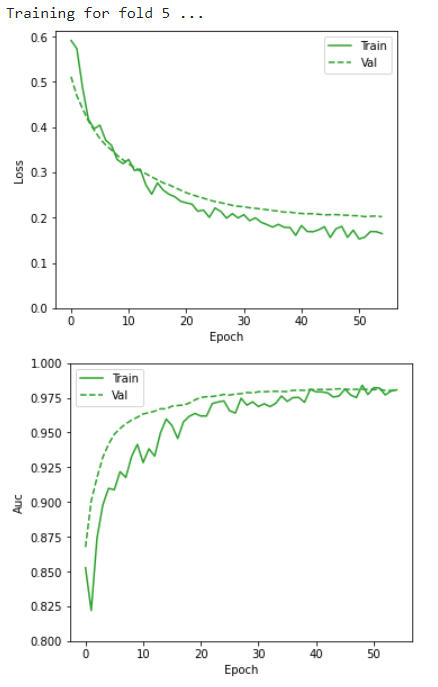 Training for fold 5 ...
0.6
0.5
0.4
0.3
0.2
0.1
0.0
Loss
Train
Val
0 10 20 30 40 50
Epoch
1.000
0.975
0.950
0.925
0.900
0.875
0.850
0.825
0.800
Auc
Train
Val
0 10 20 30 40 50
Epoch